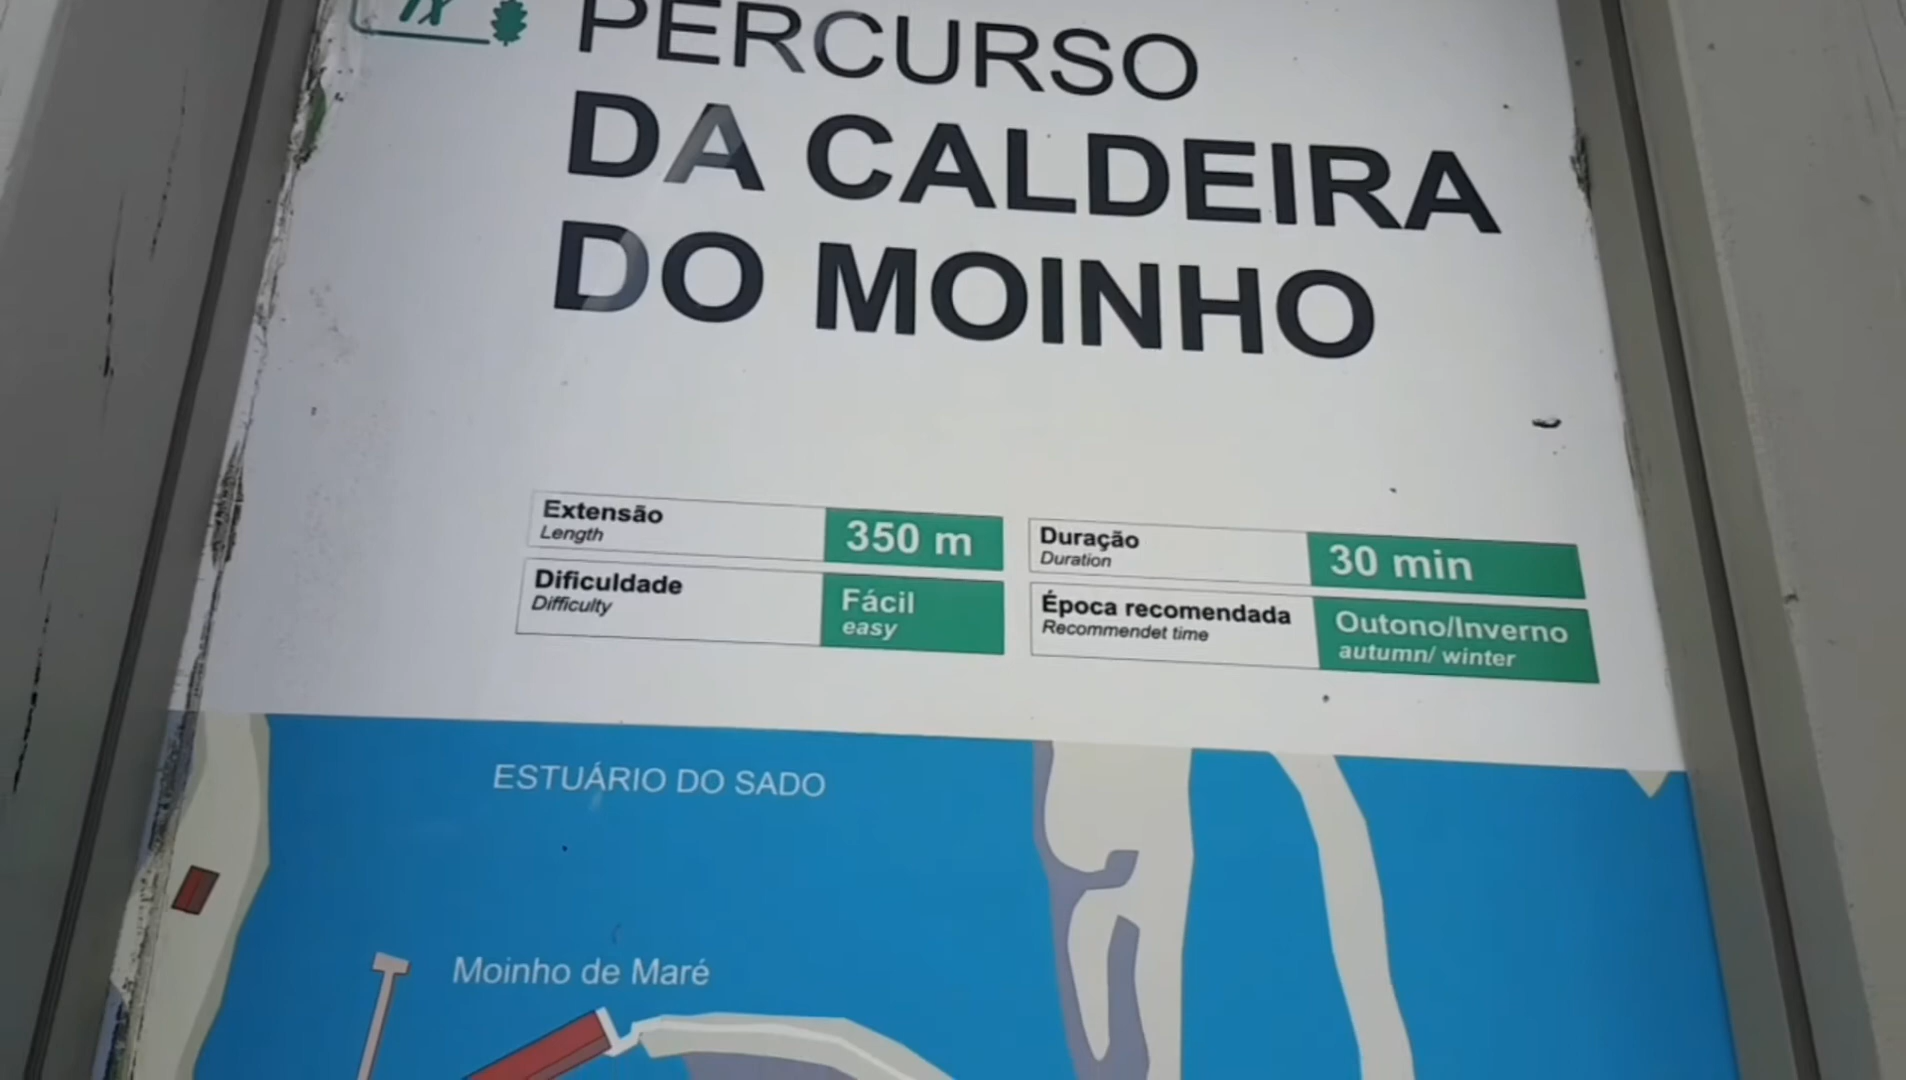 PERCURSO
DA CALDEIRA
DO MOINHO
Extensão
Length
350 m
Duração
Duration
30 min
Dificuldade
Difficulty
Fácil
easy
Época recomendada
Recommendet time
Outono/Inverno
autumn/ winter
ESTUÁRIO DO SADO
Moinho de Maré